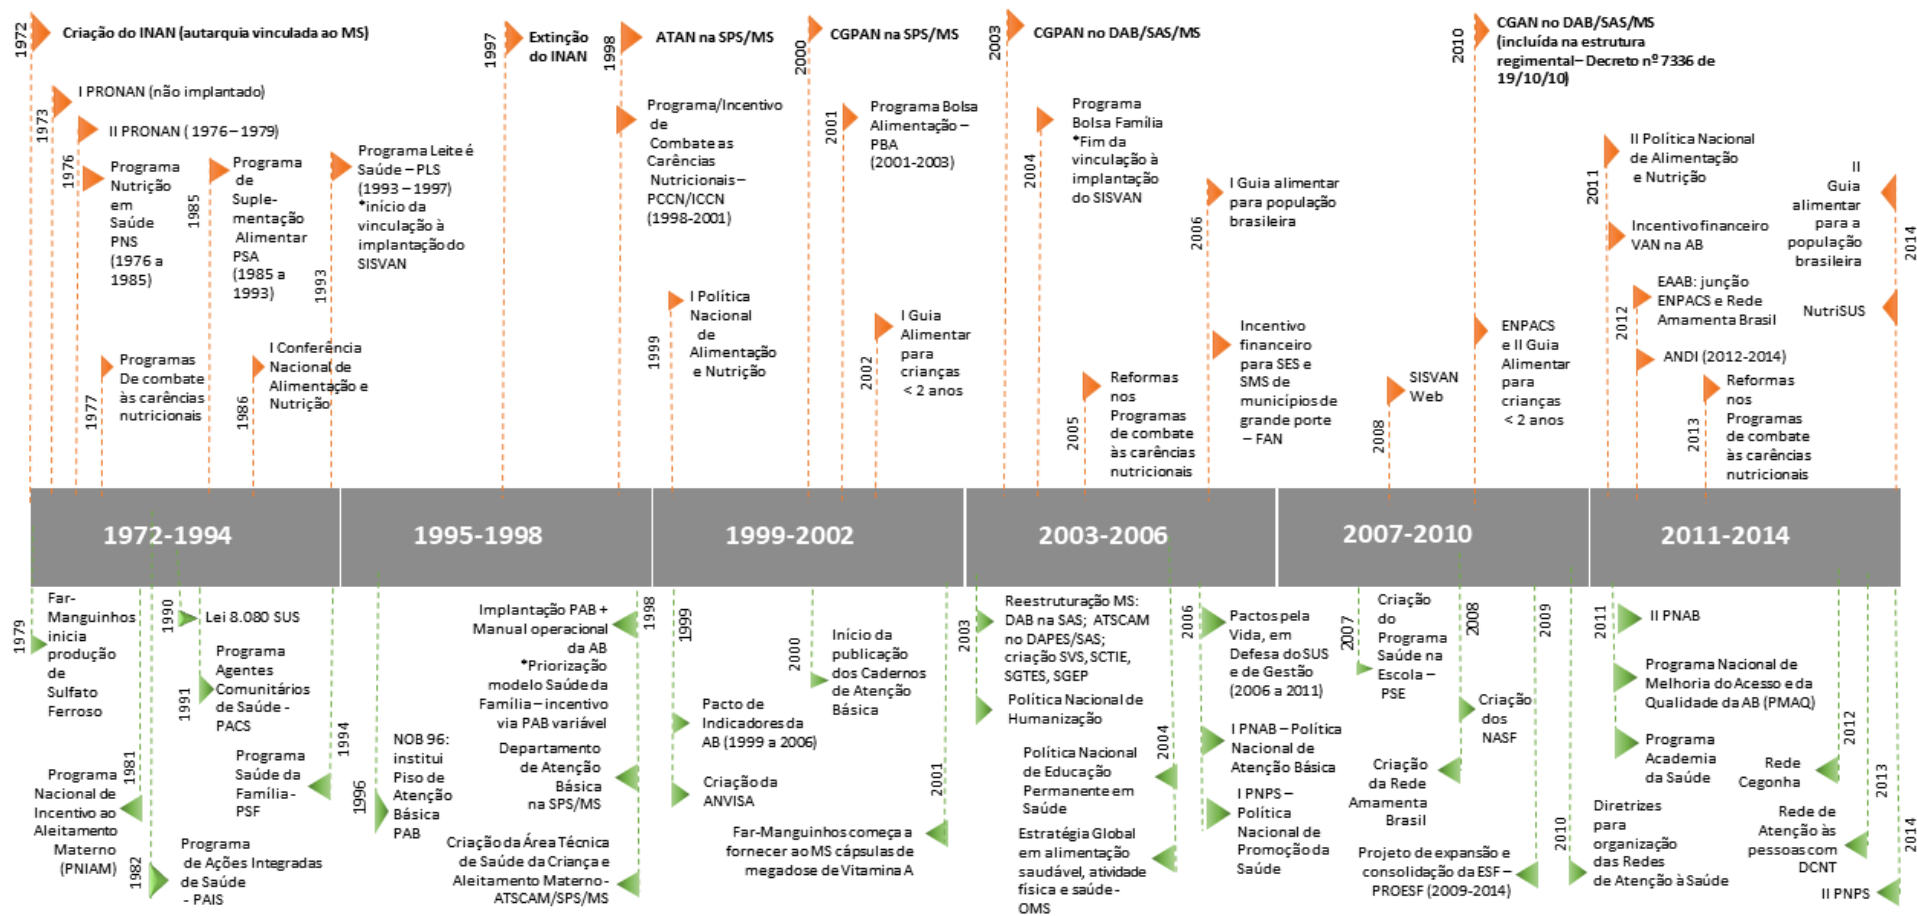 1972
Criação do INAN (autarquia vinculada ao MS)
1973
I PRONAN (não implantado)
1976
II PRONAN ( 1976 – 1979)
Programa
Nutrição
em
Saúde
PNS
(1976 a
1985)
1977
Programas
De combate
às carências
nutricionais
1985
Programa
de
Suple-
mentação
Alimentar
PSA
(1985 a
1993)
1986
I Conferência
Nacional de
Alimentação e
Nutrição
1993
Programa Leite é
Saúde – PLS
(1993 – 1997)
*início da
vinculação à
implantação do
SISVAN
1997
Extinção
do INAN
1998
ATAN na SPS/MS
Programa/Incentivo
de
Combate as
Carências
Nutricionais –
PCCN/ICCN
(1998-2001)
1999
I Política
Nacional
de
Alimentação
e Nutrição
2000
CGPAN na SPS/MS
2001
Programa Bolsa
Alimentação –
PBA
(2001-2003)
2002
I Guia
Alimentar
para
crianças
< 2 anos
2003
CGPAN no DAB/SAS/MS
2004
Programa
Bolsa Família
*Fim da
vinculação à
implantação
do SISVAN
2005
Reformas
nos
Programas
de combate
às carências
nutricionais
2006
I Guia alimentar
para população
brasileira
Incentivo
financeiro
para SES e
SMS de
municípios de
grande porte
– FAN
2008
SISVAN
Web
2010
CGAN no DAB/SAS/MS
(incluída na estrutura
regimental– Decreto nº 7336 de
19/10/10)
ENPACS
e II Guia
Alimentar
para
crianças
< 2 anos
2011
II Política Nacional
de Alimentação
e Nutrição
Incentivo financeiro
VAN na AB
2012
EAAB: junção
ENPACS e Rede
Amamenta Brasil
ANDI (2012-2014)
2013
Reformas
nos
Programas
de combate
às carências
nutricionais
2014
II
Guia
alimentar
para a
população
brasileira
NutriSUS
1972-1994
1995-1998
1999-2002
2003-2006
2007-2010
2011-2014
1979
Far-
Manguinhos
inicia
produção
de
Sulfato
Ferroso
1981
Programa
Nacional de
Incentivo ao
Aleitamento
Materno
(PNIAM)
1982
Programa
de Ações Integradas
de Saúde
- PAIS
1990
Lei 8.080 SUS
1991
Programa
Agentes
Comunitários
de Saúde -
PACS
1994
Programa
Saúde da
Família -
PSF
1996
NOB 96:
institui
Piso de
Atenção
Básica
PAB
1998
Implantação PAB +
Manual operacional
da AB
*Priorização
modelo Saúde da
Família – incentivo
via PAB variável
Departamento
de Atenção
Básica
na SPS/MS
Criação da Área Técnica
de Saúde da Criança e
Aleitamento Materno-
ATSCAM/SPS/MS
1999
Pacto de
Indicadores da
AB (1999 a 2006)
Criação da
ANVISA
2000
Início da
publicação
dos Cadernos
de Atenção
Básica
2001
Far-Manguinhos começa a
fornecer ao MS cápsulas de
megadose de Vitamina A
2003
Reestruturação MS:
DAB na SAS; ATSCAM
no DAPES/SAS;
criação SVS, SCTIE,
SGTES, SGEP
Política Nacional de
Humanização
2004
Política Nacional
de Educação
Permanente em
Saúde
Estratégia Global
em alimentação
saudável, atividade
física e saúde -
OMS
2006
Pactos pela
Vida, em
Defesa do SUS
e de Gestão
(2006 a 2011)
I PNAB – Política
Nacional de
Atenção Básica
I PNPS –
Política
Nacional de
Promoção da
Saúde
2007
Criação
do
Programa
Saúde na
Escola –
PSE
2008
Criação
dos
NASF
Criação
da Rede
Amamenta
Brasil
2009
Projeto de expansão e
consolidação da ESF –
PROESF (2009-2014)
2010
Diretrizes
para
organização
das Redes
de Atenção à Saúde
2011
II PNAB
Programa Nacional de
Melhoria do Acesso e da
Qualidade da AB (PMAQ)
Programa
Academia
da Saúde
2012
Rede
Cegonha
2013
Rede de
Atenção às
pessoas com
DCNT
2014
II PNPS